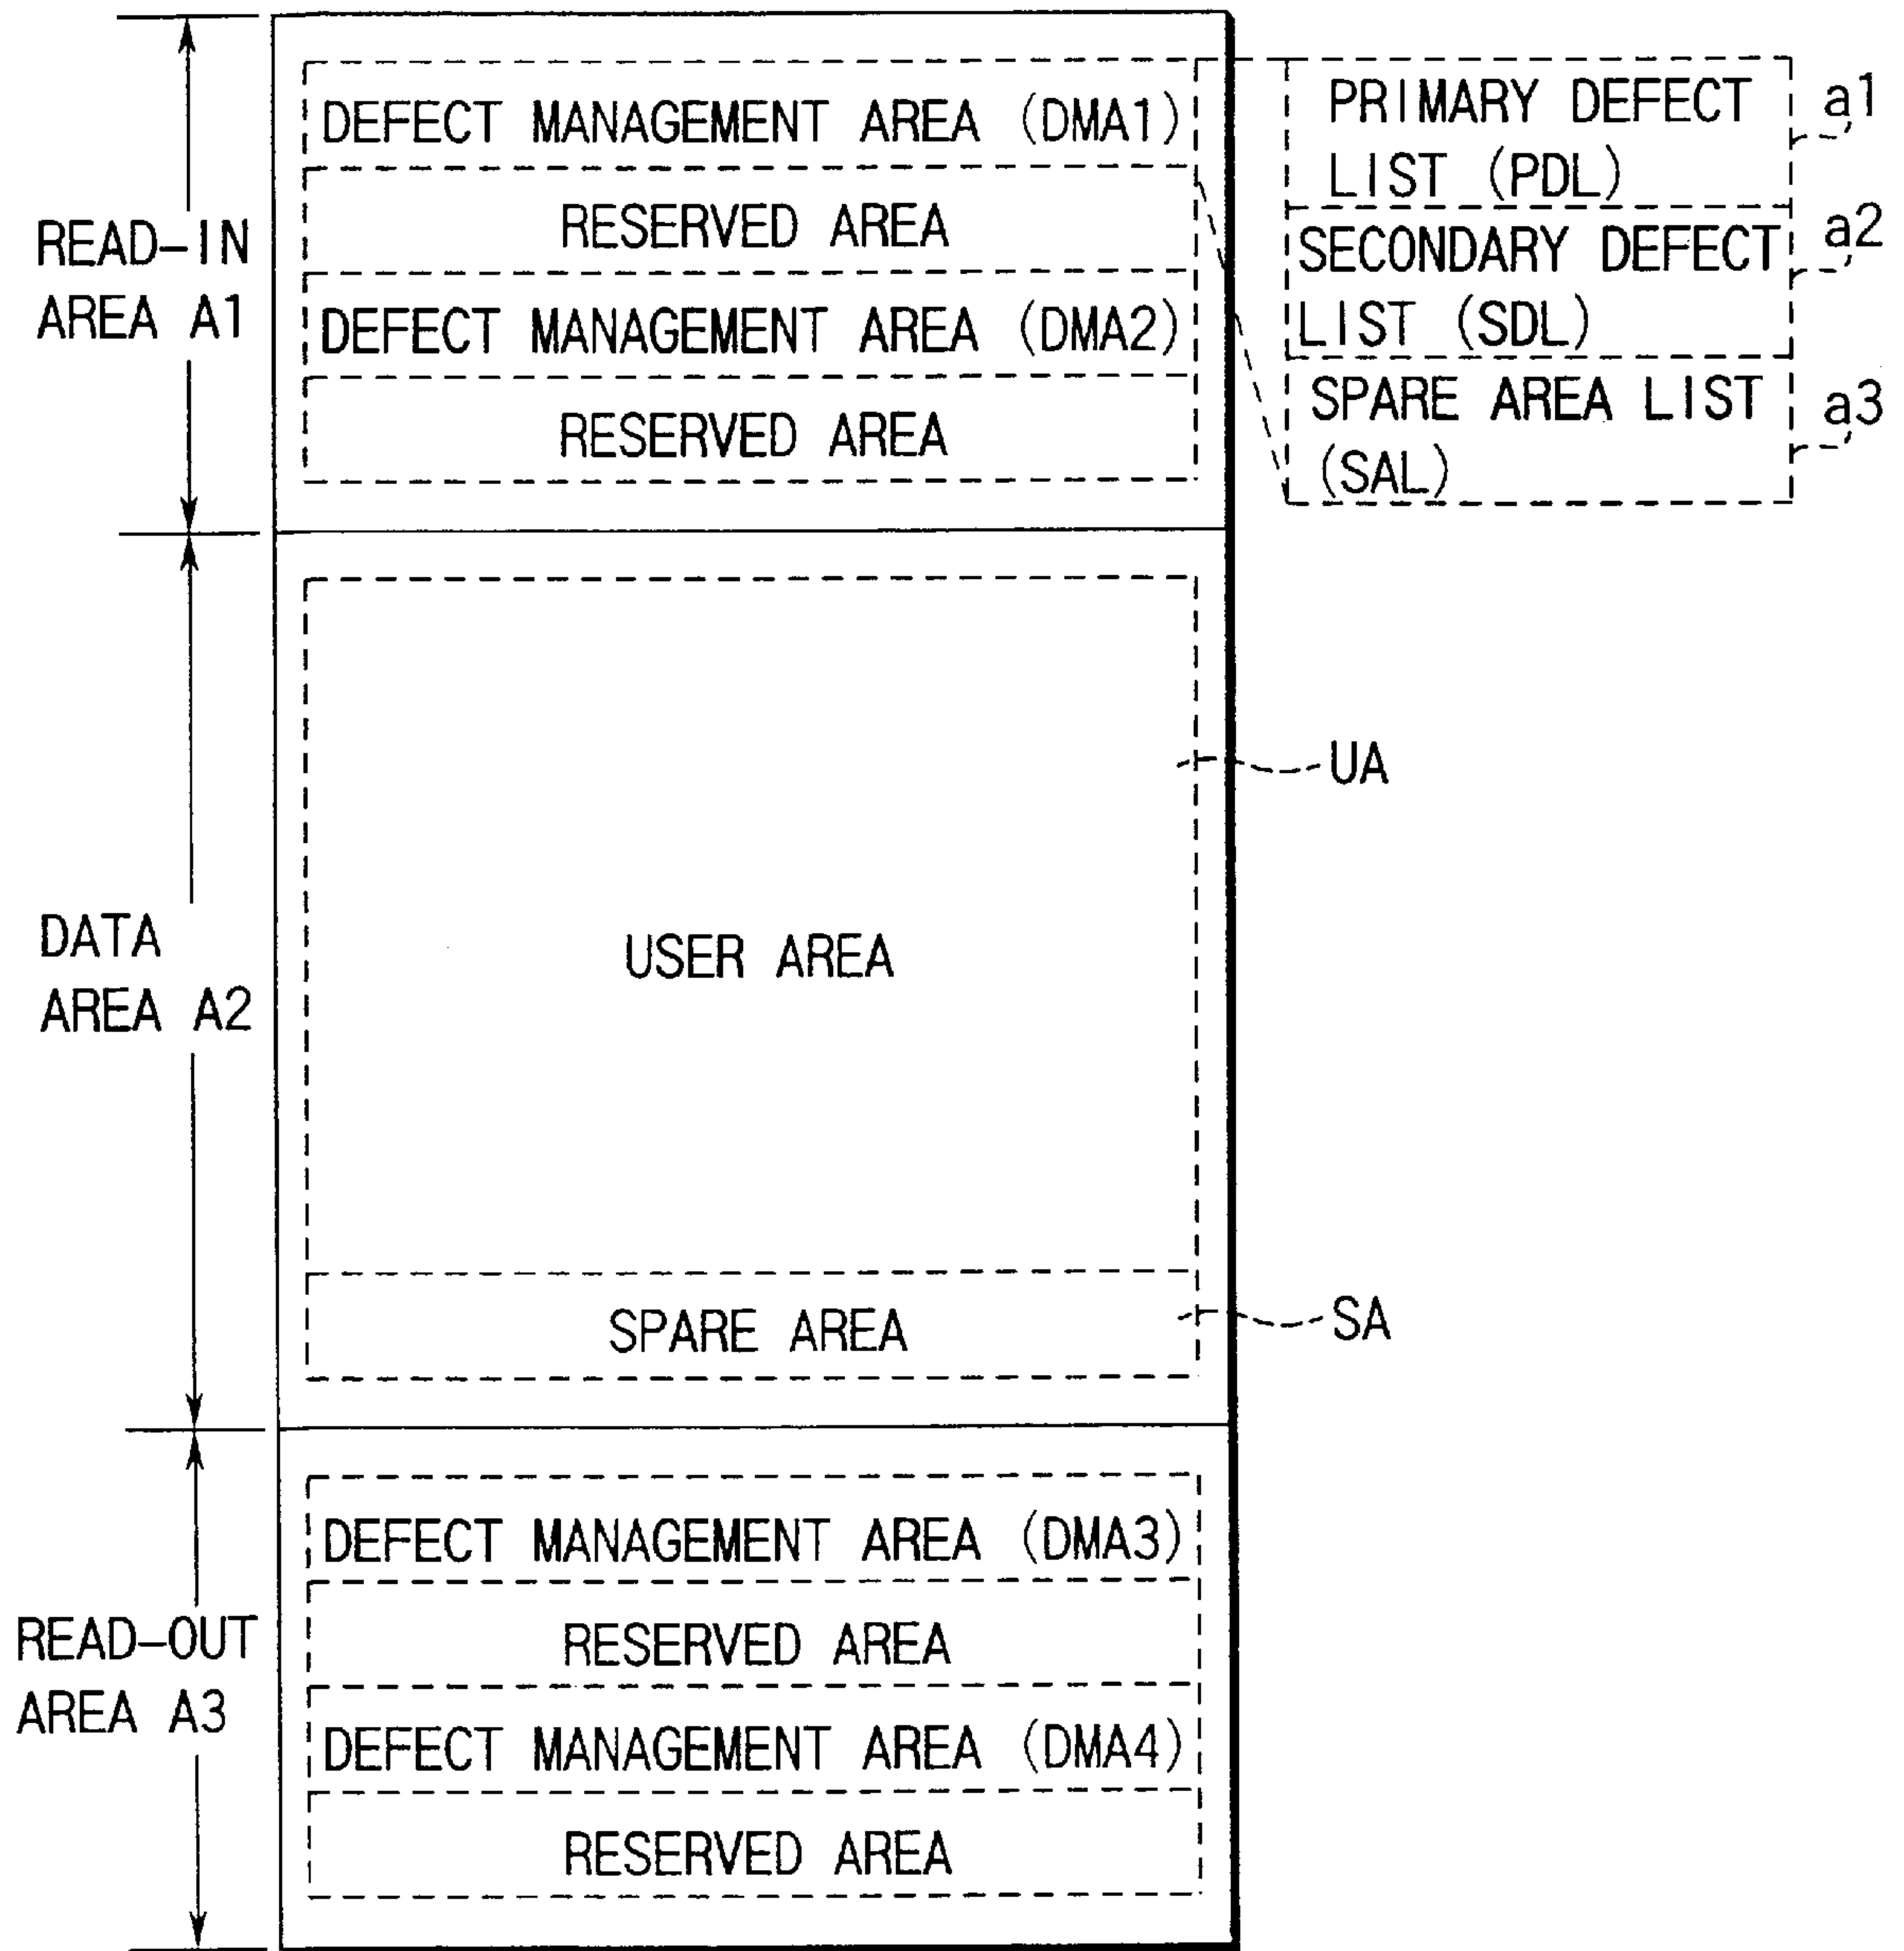 READ-IN
AREA A1
DEFECT MANAGEMENT AREA (DMA1)
RESERVED AREA
DEFECT MANAGEMENT AREA (DMA2)
RESERVED AREA
PRIMARY DEFECT
LIST (PDL)
a1
SECONDARY DEFECT
LIST (SDL)
a2
SPARE AREA LIST
(SAL)
a3
DATA
AREA A2
USER AREA
UA
SPARE AREA
SA
READ-OUT
AREA A3
DEFECT MANAGEMENT AREA (DMA3)
RESERVED AREA
DEFECT MANAGEMENT AREA (DMA4)
RESERVED AREA